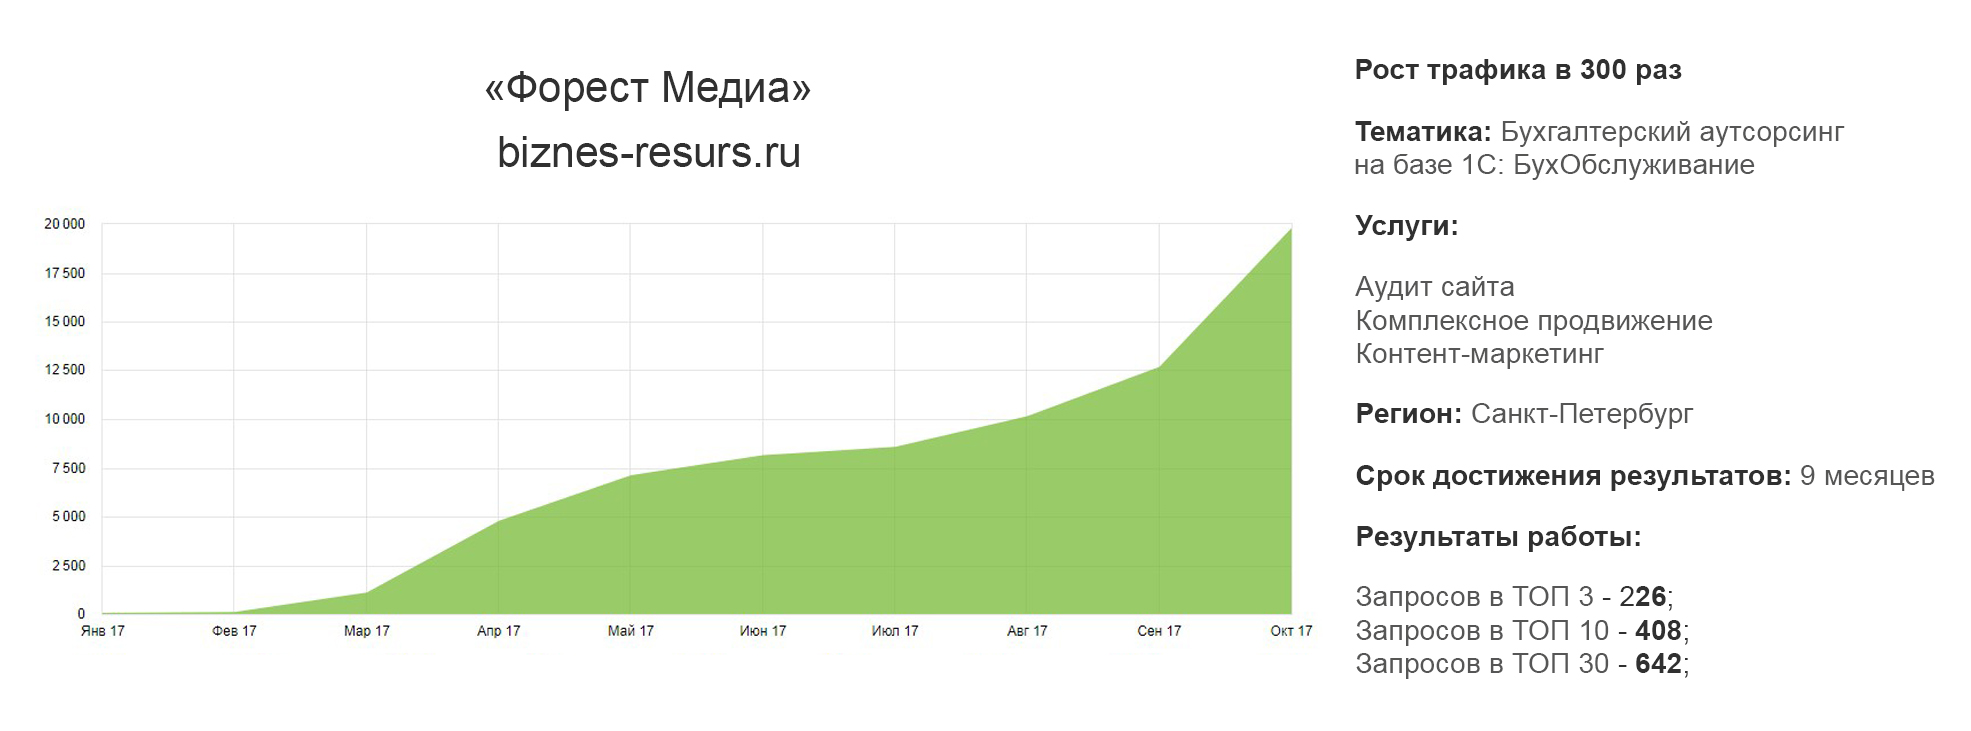 «Форест Медиа»
biznes-resurs.ru
20 000
17 500
15 000
12 500
10 000
7 500
5 000
2 500
0
Янв 17
Фев 17
Мар 17
Апр 17
Май 17
Июн 17
Июл 17
Авг 17
Сен 17
Окт 17
Рост трафика в 300 раз
Тематика: Бухгалтерский аутсорсинг
на базе 1С: БухОбслуживание
Услуги:
Аудит сайта
Комплексное продвижение
Контент-маркетинг
Регион: Санкт-Петербург
Срок достижения результатов: 9 месяцев
Результаты работы:
Запросов в ТОП 3 - 226;
Запросов в ТОП 10 - 408;
Запросов в ТОП 30 - 642;